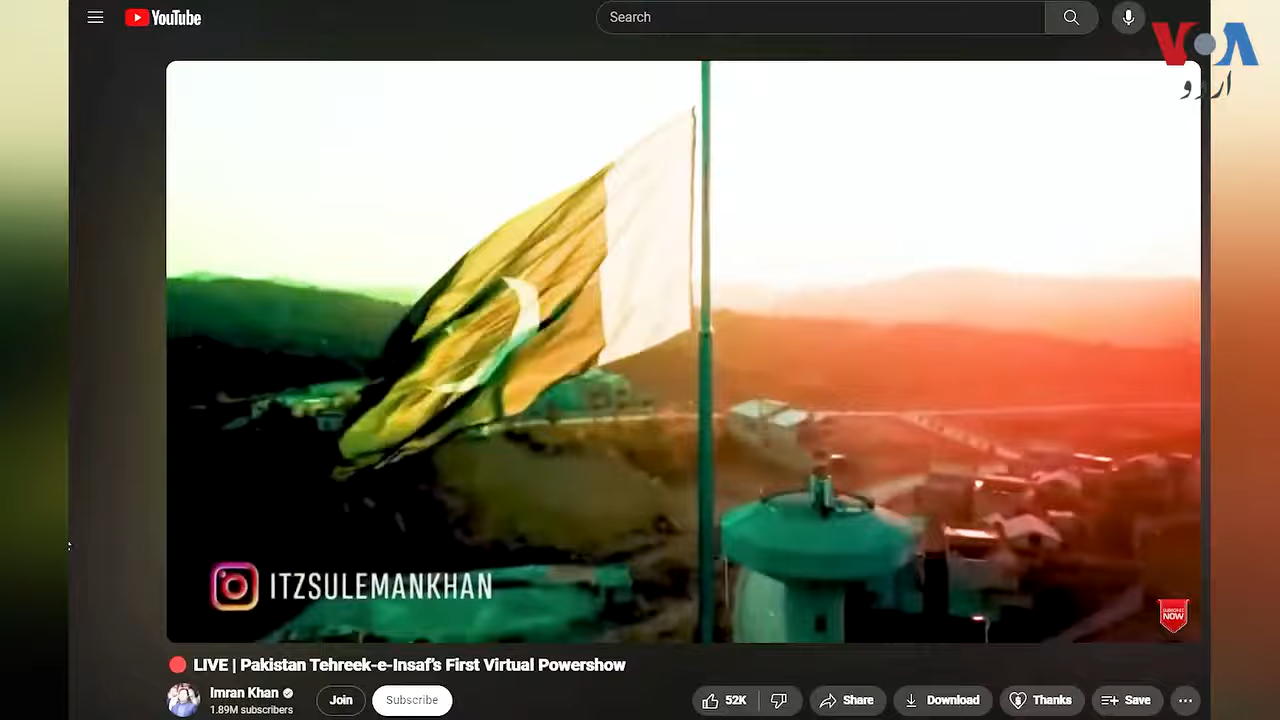 YouTube
Search
VOA
اردو
ITZSULEMANKHAN
SUBSCRIBE
NOW
LIVE | Pakistan Tehreek-e-Insaf's First Virtual Powershow
Imran Khan
1.89M subscribers
Join
Subscribe
52K
Share
Download
Thanks
Save